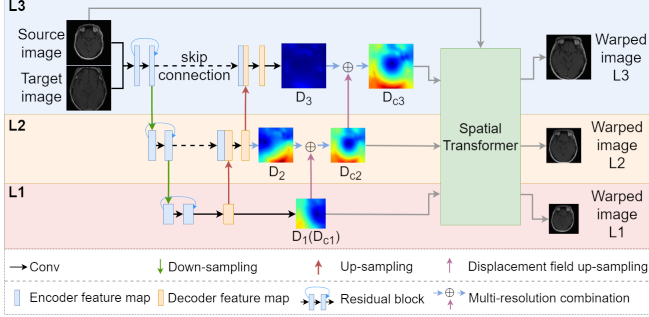 L3
Source
image
Target
image
skip
connection
D3
Dc3
Spatial
Transformer
Warped
image
L3
L2
D2
Dc2
Warped
image
L2
L1
D1(Dc1)
Warped
image
L1
Conv
Down-sampling
Up-sampling
Displacement field up-sampling
Encoder feature map
Decoder feature map
Residual block
Multi-resolution combination